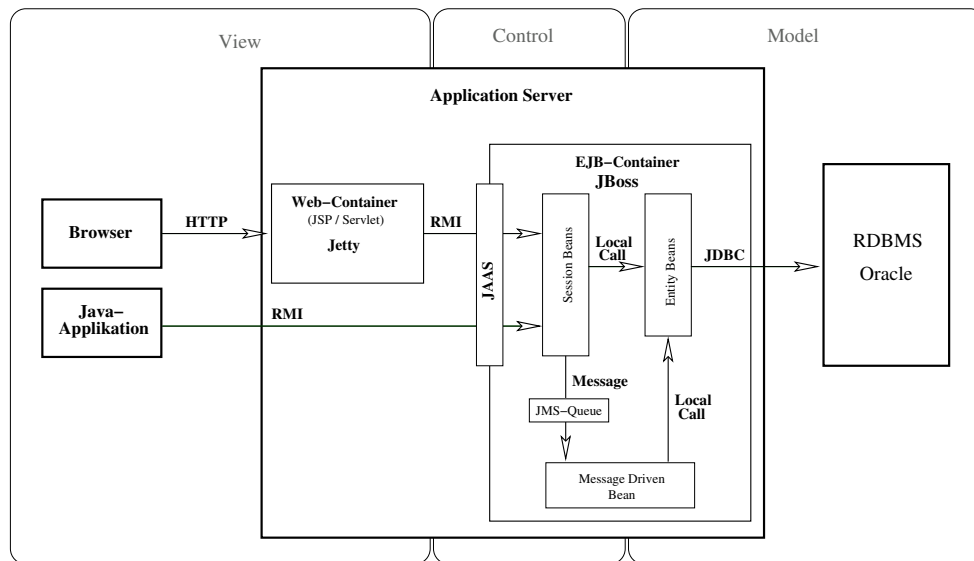 View
Control
Model
Application Server
EJB−Container
JBoss
Web−Container
(JSP / Servlet)
Jetty
Browser
HTTP
RMI
JAAS
Session Beans
Local
Call
Entity Beans
JDBC
RDBMS
Oracle
Java−
Applikation
RMI
Message
JMS−Queue
Local
Call
Message Driven
Bean